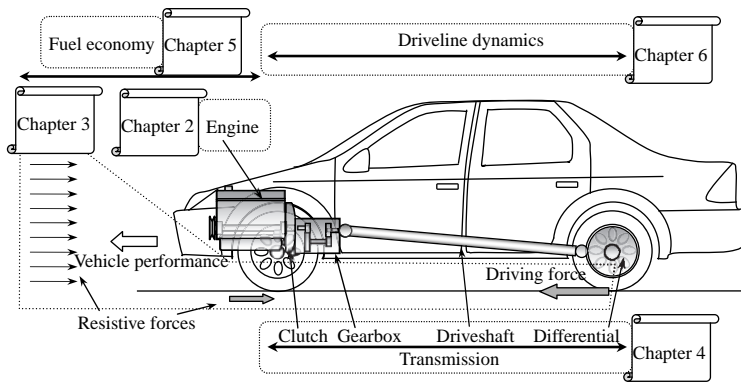 Fuel economy
Chapter 5
Driveline dynamics
Chapter 6
Chapter 3
Chapter 2
Engine
Vehicle performance
Driving force
Resistive forces
Clutch
Gearbox
Driveshaft
Differential
Transmission
Chapter 4